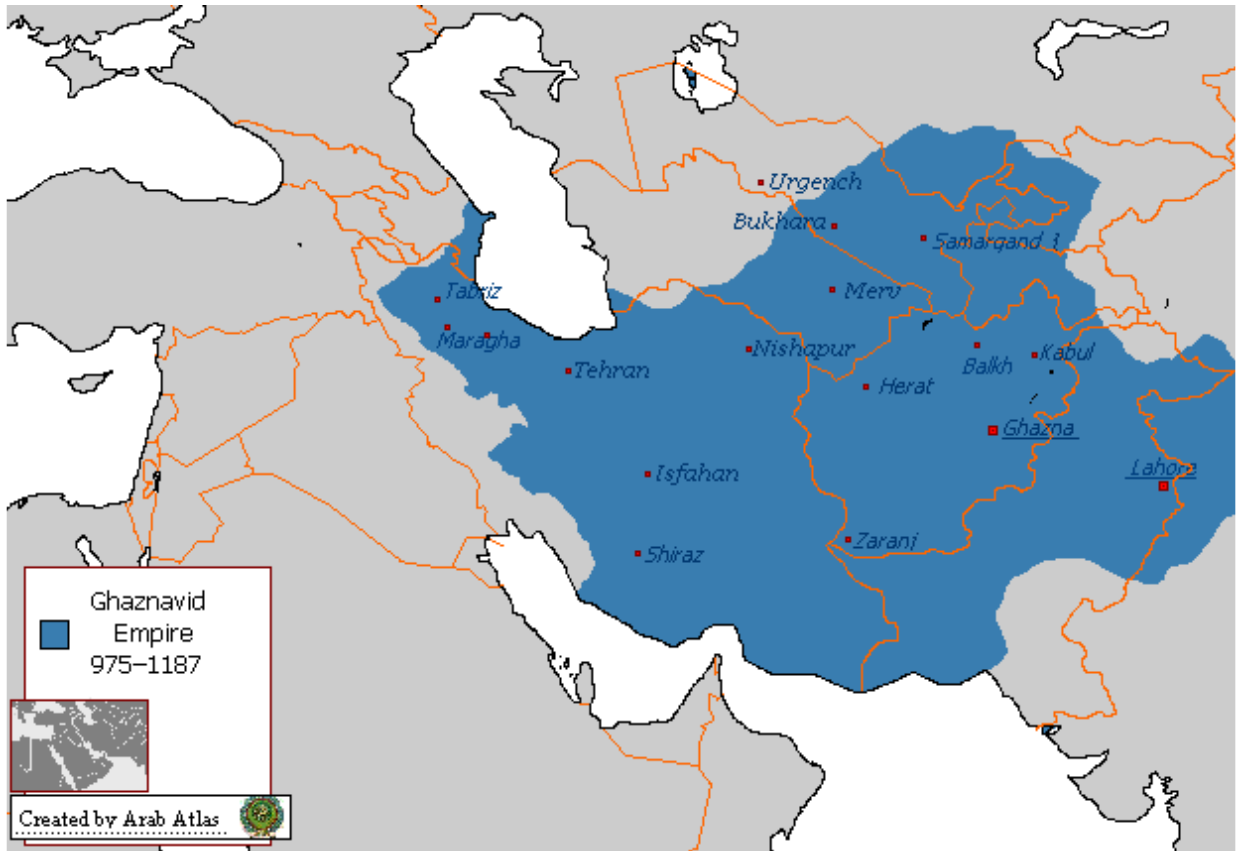 Urgench
Bukhara
Samarqand 3
Tabriz
Merv
Maragha
Nishapur
Tehran
Balkh
Kabul
Herat
Ghazna
Lahore
Isfahan
Zaranj
Shiraz
Ghaznavid
Empire
975-1187
Created by Arab Atlas